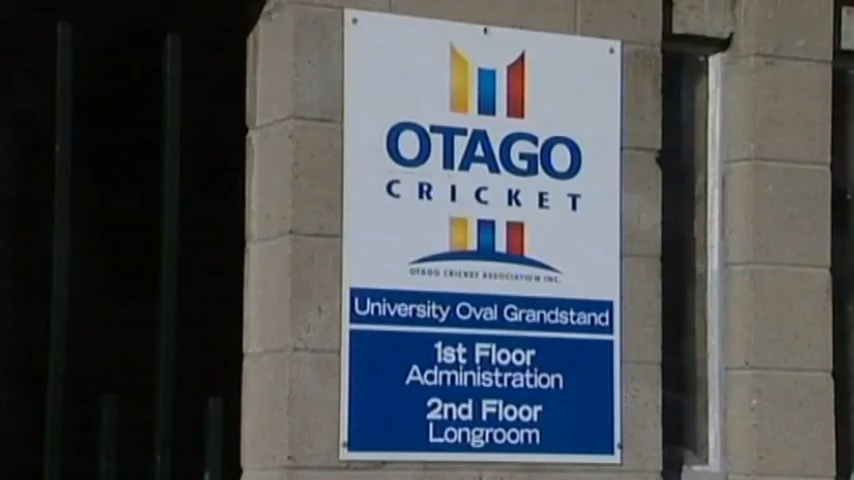 OTAGO
CRICKET
OTAGO CRICKET ASSOCIATION INC.
University Oval Grandstand
1st Floor
Administration
2nd Floor
Longroom